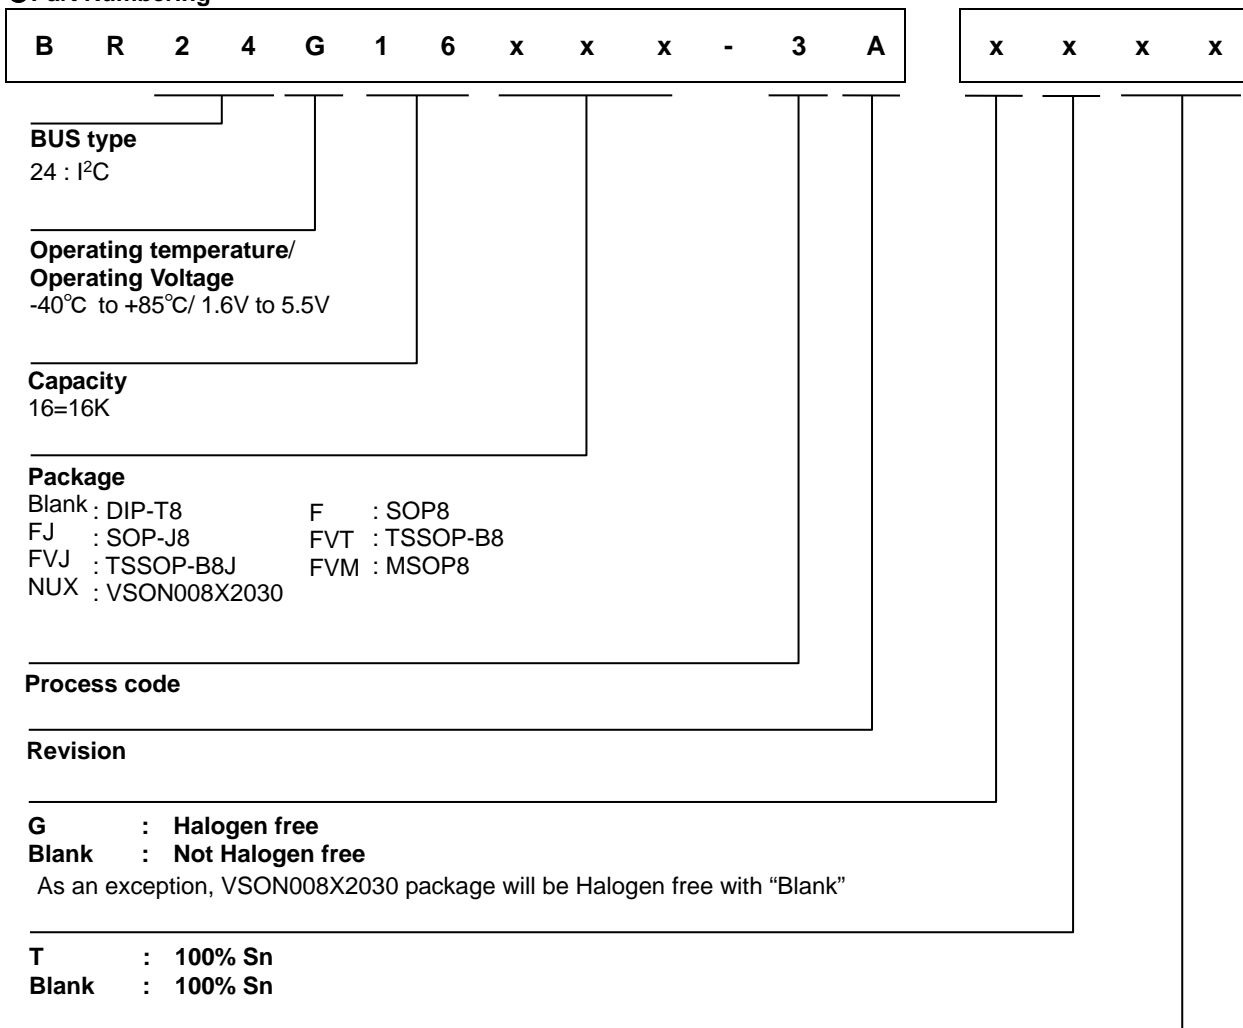 B R 2 4 G 1 6 x x x - 3 A x x x x
BUS type
24 : I²C
Operating temperature/
Operating Voltage
-40℃ to +85℃/ 1.6V to 5.5V
Capacity
16=16K
Package
Blank : DIP-T8 F : SOP8
FJ : SOP-J8 FVT : TSSOP-B8
FVJ : TSSOP-B8J FVM : MSOP8
NUX : VSON008X2030
Process code
Revision
G : Halogen free
Blank : Not Halogen free
As an exception, VSON008X2030 package will be Halogen free with “Blank”
T : 100% Sn
Blank : 100% Sn